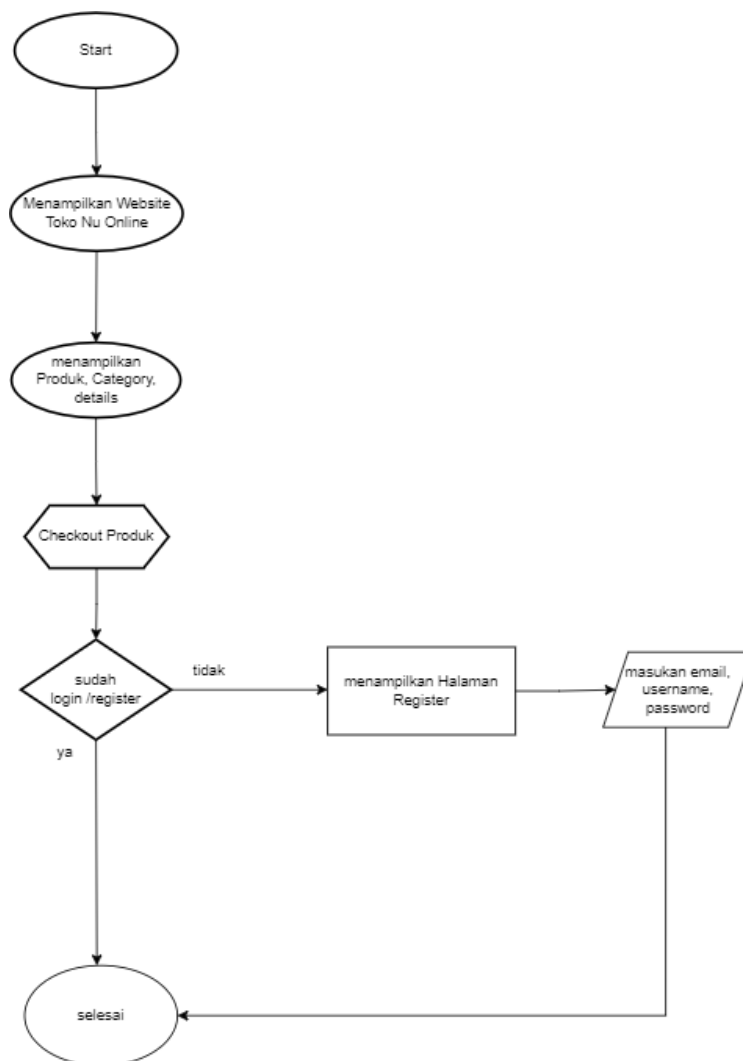 Start
Menampilkan Website
Toko Nu Online
menampilkan
Produk, Category,
details
Checkout Produk
sudah
login /register
tidak
ya
menampilkan Halaman
Register
masukan email,
username,
password
selesai